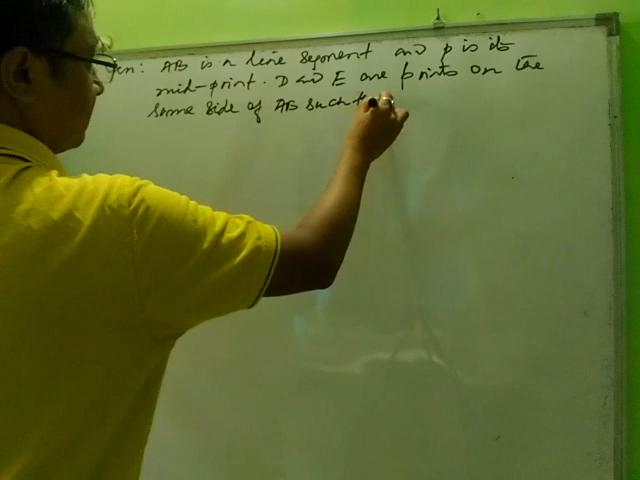 AB is a line segment and P is its
mid-point. D and E are points on the
same side of AB such t